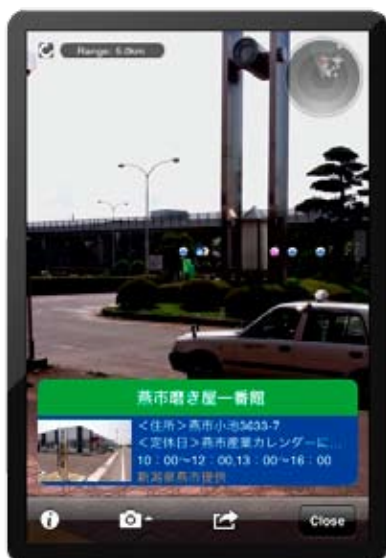 Range: 5.0km
燕市磨き屋一番館
<住所>燕市小池3633-7
<定休日>燕市産業カレンダーに...
10：00～12：00,13：00～16：00
新潟県燕市提供
Close